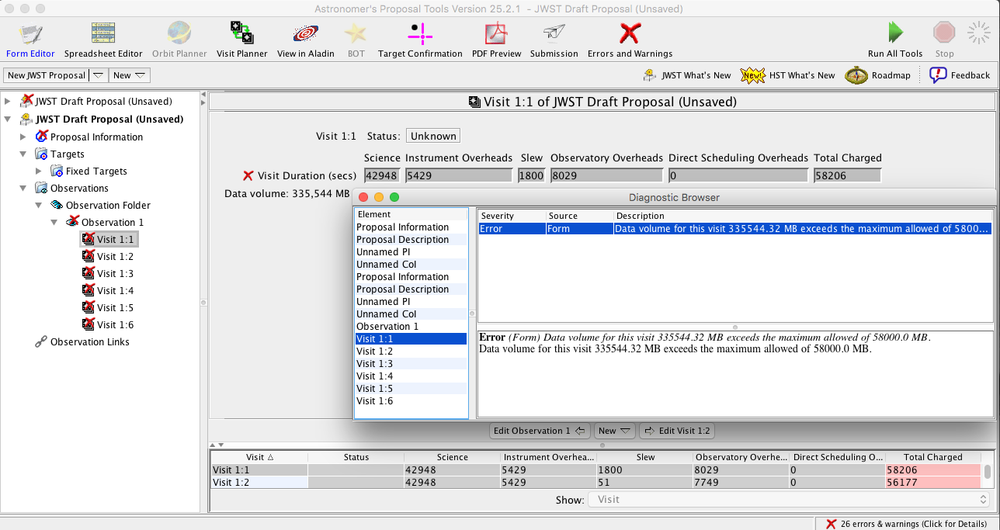 Astronomer's Proposal Tools Version 25.2.1 - JWST Draft Proposal (Unsaved)
Form Editor Spreadsheet Editor Orbit Planner Visit Planner View in Aladin BOT Target Confirmation PDF Preview Submission Errors and Warnings Run All Tools Stop
New JWST Proposal New JWST What's New New! HST What's New Roadmap Feedback
JWST Draft Proposal (Unsaved)
JWST Draft Proposal (Unsaved)
Proposal Information
Targets
Fixed Targets
Observations
Observation Folder
Observation 1
Visit 1:1
Visit 1:2
Visit 1:3
Visit 1:4
Visit 1:5
Visit 1:6
Observation Links
Visit 1:1 of JWST Draft Proposal (Unsaved)
Visit 1:1 Status: Unknown
Science Instrument Overheads Slew Observatory Overheads Direct Scheduling Overheads Total Charged
Visit Duration (secs) 42948 5429 1800 8029 0 58206
Data volume: 335,544 MB
Diagnostic Browser
Element
Proposal Information
Proposal Description
Unnamed PI
Unnamed CoI
Proposal Information
Proposal Description
Unnamed PI
Unnamed CoI
Observation 1
Visit 1:1
Visit 1:2
Visit 1:3
Visit 1:4
Visit 1:5
Visit 1:6
Severity Source Description
Error Form Data volume for this visit 335544.32 MB exceeds the maximum allowed of 5800...
Error (Form) Data volume for this visit 335544.32 MB exceeds the maximum allowed of 58000.0 MB.
Data volume for this visit 335544.32 MB exceeds the maximum allowed of 58000.0 MB.
Edit Observation 1 New Edit Visit 1:2
Visit Status Science Instrument Overhea... Slew Observatory Overhe... Direct Scheduling O... Total Charged
Visit 1:1 42948 5429 1800 8029 0 58206
Visit 1:2 42948 5429 51 7749 0 56177
Show: Visit
26 errors & warnings (Click for Details)